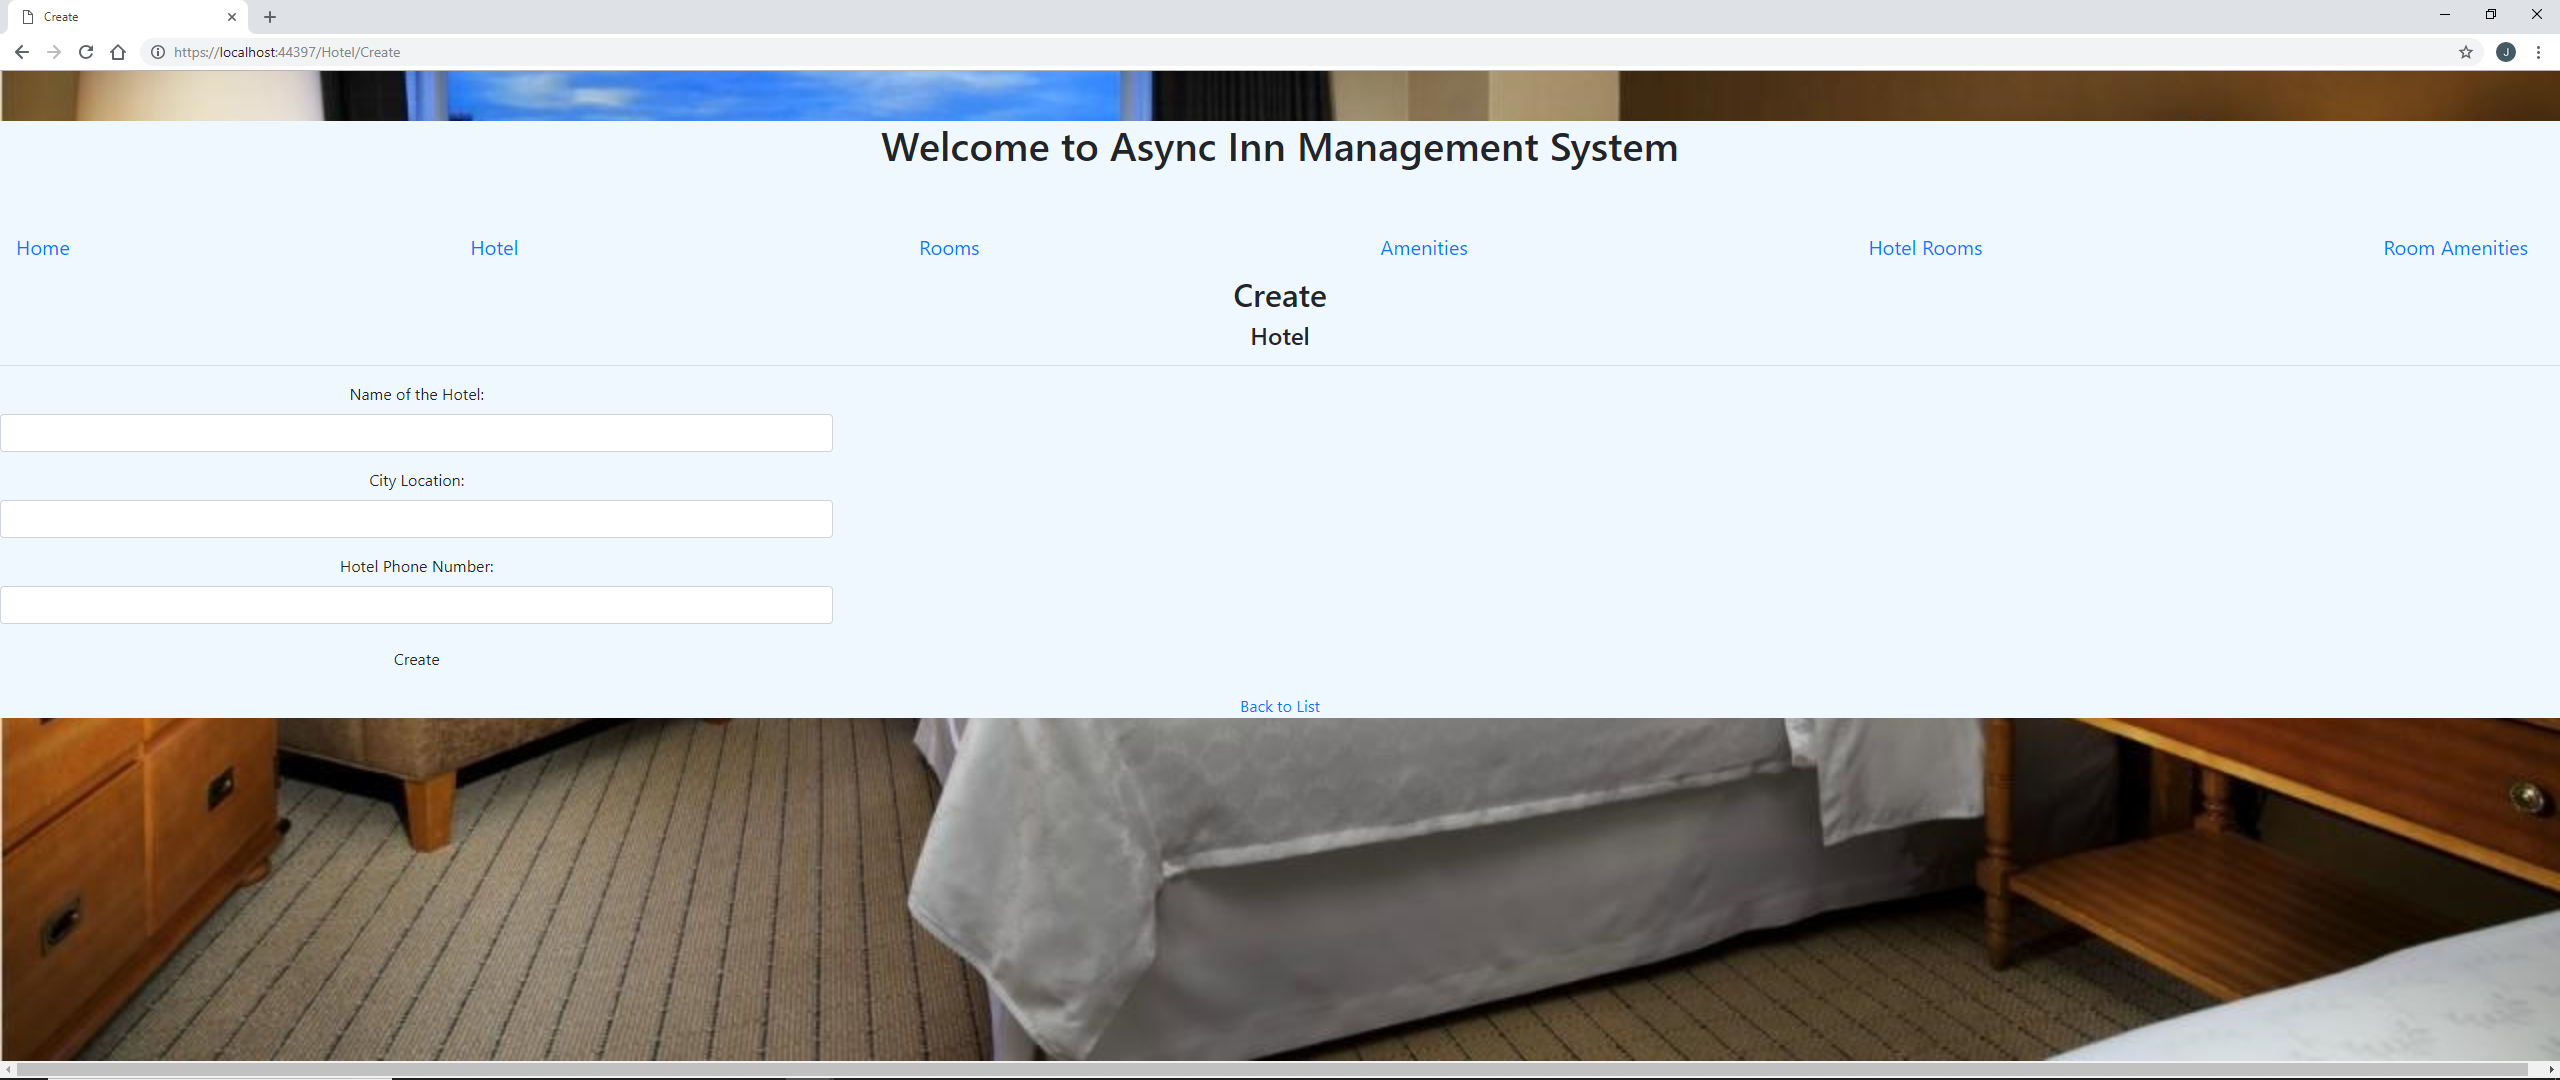 Create
https://localhost:44397/Hotel/Create
J
Welcome to Async Inn Management System
Home Hotel Rooms Amenities Hotel Rooms Room Amenities
Create
Hotel
Name of the Hotel:
City Location:
Hotel Phone Number:
Create
Back to List